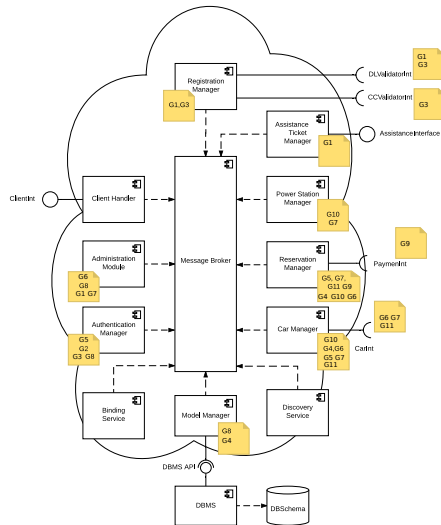 Registration
Manager
G1,G3
DLValidatorInt
G1
G3
CCValidatorInt
G3
Assistance
Ticket
Manager
G1
AssistanceInterface
ClientInt
Client Handler
Message Broker
Power Station
Manager
G10
G7
Administration
Module
G6
G8
G1 G7
Reservation
Manager
G5, G7,
G11 G9
G4 G10 G6
PaymenInt
G9
Authentication
Manager
G5
G2
G3 G8
Car Manager
G10
G4,G6
G5 G7
G11
CarInt
G6 G7
G11
Binding
Service
Model Manager
G8
G4
Discovery
Service
DBMS API
DBMS
DBSchema